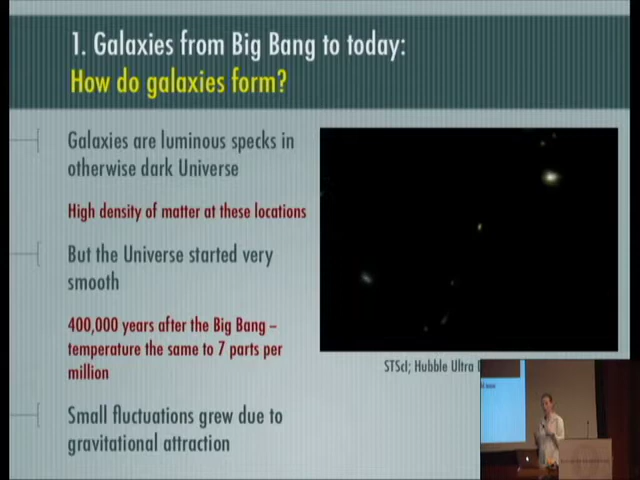 1. Galaxies from Big Bang to today:
How do galaxies form?
Galaxies are luminous specks in
otherwise dark Universe
High density of matter at these locations
But the Universe started very
smooth
400,000 years after the Big Bang –
temperature the same to 7 parts per
million
Small fluctuations grew due to
gravitational attraction
STScI; Hubble Ultra